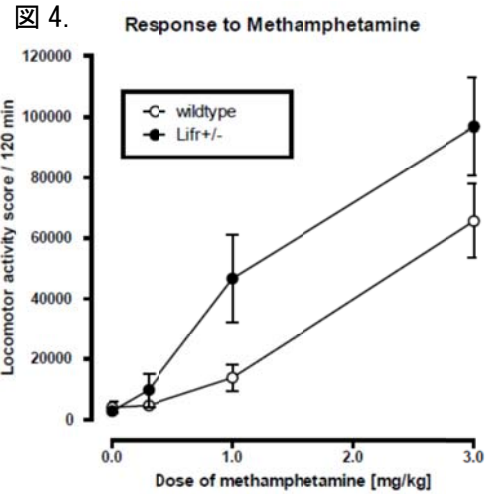 図 4.
Response to Methamphetamine
120000
100000
80000
60000
40000
20000
0
Locomotor activity score / 120 min
wildtype
Lifr+/-
0.0 1.0 2.0 3.0
Dose of methamphetamine [mg/kg]